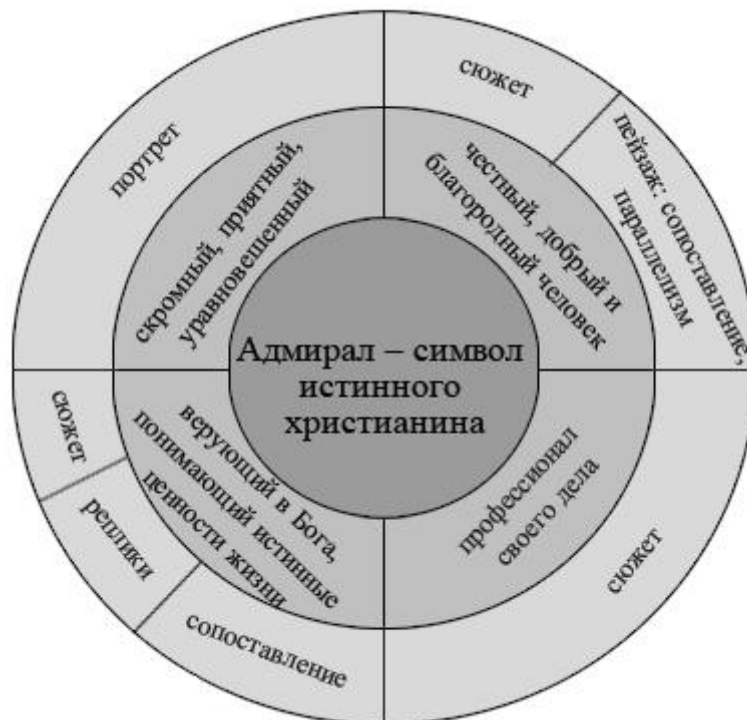 портрет
сюжет
пейзаж: сопоставление,
параллелизм
скромный, приятный,
уравновешенный
честный, добрый и
благородный человек
Адмирал – символ
истинного
христианина
сюжет
реплики
сопоставление
верующий в Бога,
понимающий истинные
ценности жизни
профессионал
своего дела
сюжет